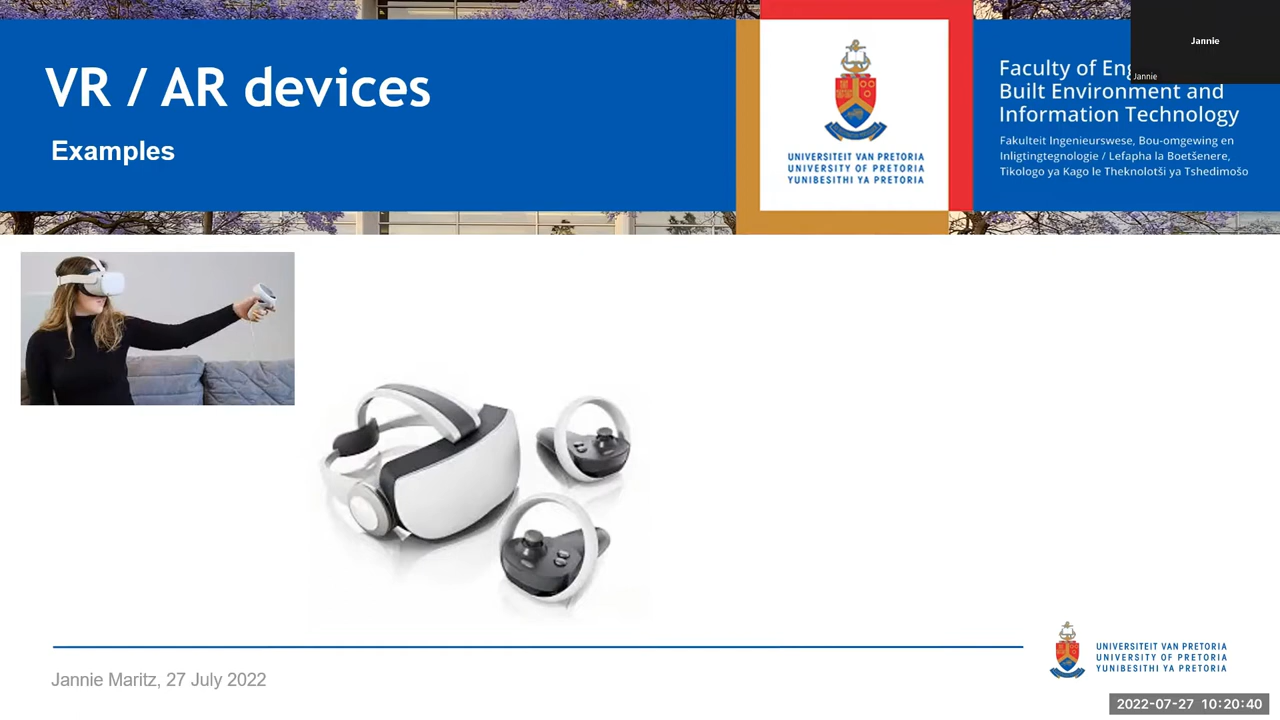 VR / AR devices
Examples
UNIVERSITEIT VAN PRETORIA
UNIVERSITY OF PRETORIA
YUNIBESITHI YA PRETORIA
Faculty of Eng
Built Environment and
Information Technology
Fakulteit Ingenieurswese, Bou-omgewing en
Inligtingtegnologie / Lefapha la Boetšenere,
Tikologo ya Kago le Theknolotši ya Tshedimošo
Jannie
Jannie
Jannie Maritz, 27 July 2022
UNIVERSITEIT VAN PRETORIA
UNIVERSITY OF PRETORIA
YUNIBESITHI YA PRETORIA
2022-07-27 10:20:40